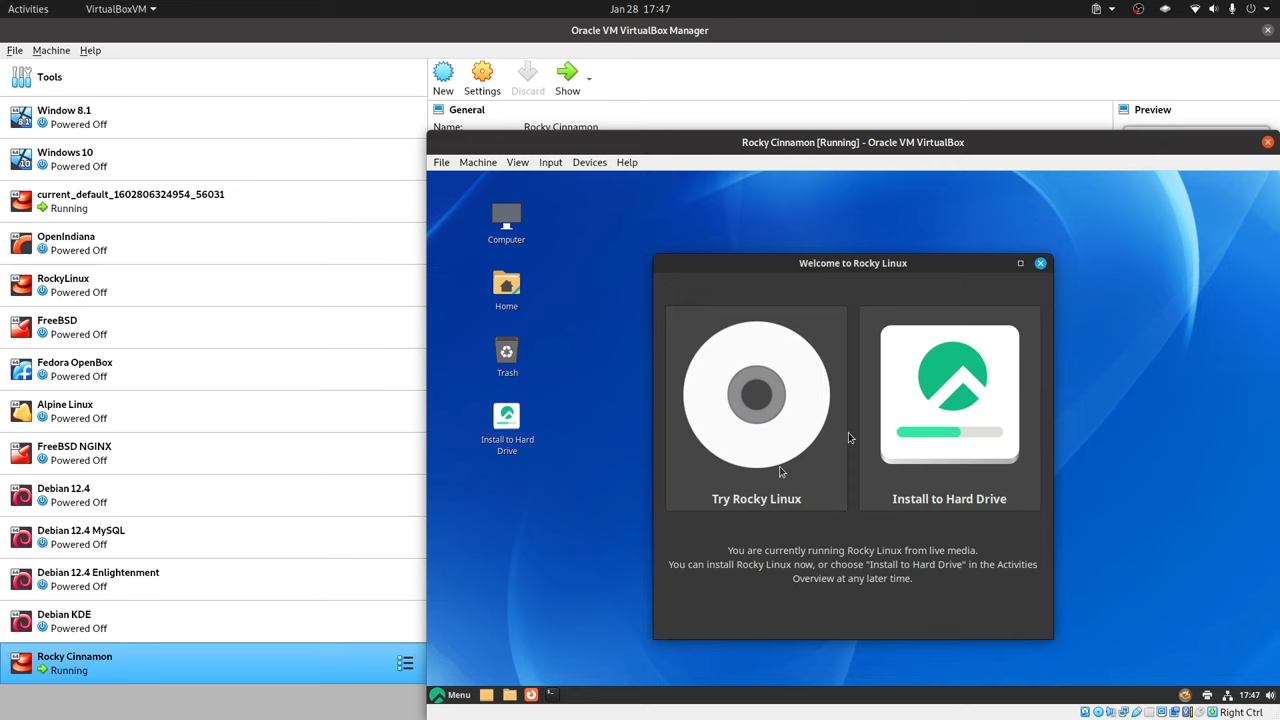 Activities VirtualBoxVM Jan 28 17:47
Oracle VM VirtualBox Manager
File Machine Help
Tools
New Settings Discard Show
General Preview
Name: Rocky Cinnamon
Window 8.1
Powered Off
Windows 10
Powered Off
current_default_1602806324954_56031
Running
OpenIndiana
Powered Off
RockyLinux
Powered Off
FreeBSD
Powered Off
Fedora OpenBox
Powered Off
Alpine Linux
Powered Off
FreeBSD NGINX
Powered Off
Debian 12.4
Powered Off
Debian 12.4 MySQL
Powered Off
Debian 12.4 Enlightenment
Powered Off
Debian KDE
Powered Off
Rocky Cinnamon
Running
Rocky Cinnamon [Running] - Oracle VM VirtualBox
File Machine View Input Devices Help
Computer
Home
Trash
Install to Hard
Drive
Welcome to Rocky Linux
Try Rocky Linux Install to Hard Drive
You are currently running Rocky Linux from live media.
You can install Rocky Linux now, or choose "Install to Hard Drive" in the Activities
Overview at any later time.
Menu 17:47
Right Ctrl